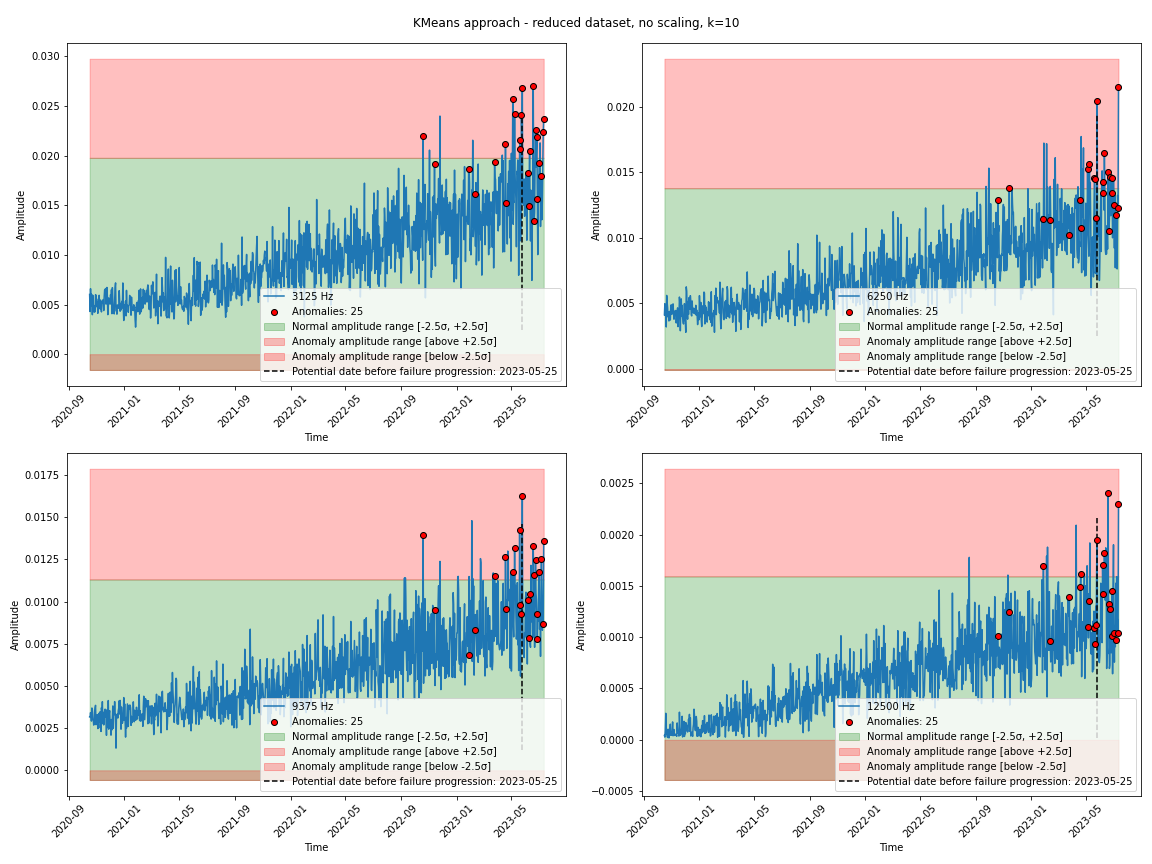 KMeans approach - reduced dataset, no scaling, k=10
0.030
0.025
0.020
0.015
0.010
0.005
0.000
Amplitude
3125 Hz
Anomalies: 25
Normal amplitude range [-2.5σ, +2.5σ]
Anomaly amplitude range [above +2.5σ]
Anomaly amplitude range [below -2.5σ]
Potential date before failure progression: 2023-05-25
2020-09 2021-01 2021-05 2021-09 2022-01 2022-05 2022-09 2023-01 2023-05
Time
0.020
0.015
0.010
0.005
0.000
Amplitude
6250 Hz
Anomalies: 25
Normal amplitude range [-2.5σ, +2.5σ]
Anomaly amplitude range [above +2.5σ]
Anomaly amplitude range [below -2.5σ]
Potential date before failure progression: 2023-05-25
2020-09 2021-01 2021-05 2021-09 2022-01 2022-05 2022-09 2023-01 2023-05
Time
0.0175
0.0150
0.0125
0.0100
0.0075
0.0050
0.0025
0.0000
Amplitude
9375 Hz
Anomalies: 25
Normal amplitude range [-2.5σ, +2.5σ]
Anomaly amplitude range [above +2.5σ]
Anomaly amplitude range [below -2.5σ]
Potential date before failure progression: 2023-05-25
2020-09 2021-01 2021-05 2021-09 2022-01 2022-05 2022-09 2023-01 2023-05
Time
0.0025
0.0020
0.0015
0.0010
0.0005
0.0000
−0.0005
Amplitude
12500 Hz
Anomalies: 25
Normal amplitude range [-2.5σ, +2.5σ]
Anomaly amplitude range [above +2.5σ]
Anomaly amplitude range [below -2.5σ]
Potential date before failure progression: 2023-05-25
2020-09 2021-01 2021-05 2021-09 2022-01 2022-05 2022-09 2023-01 2023-05
Time